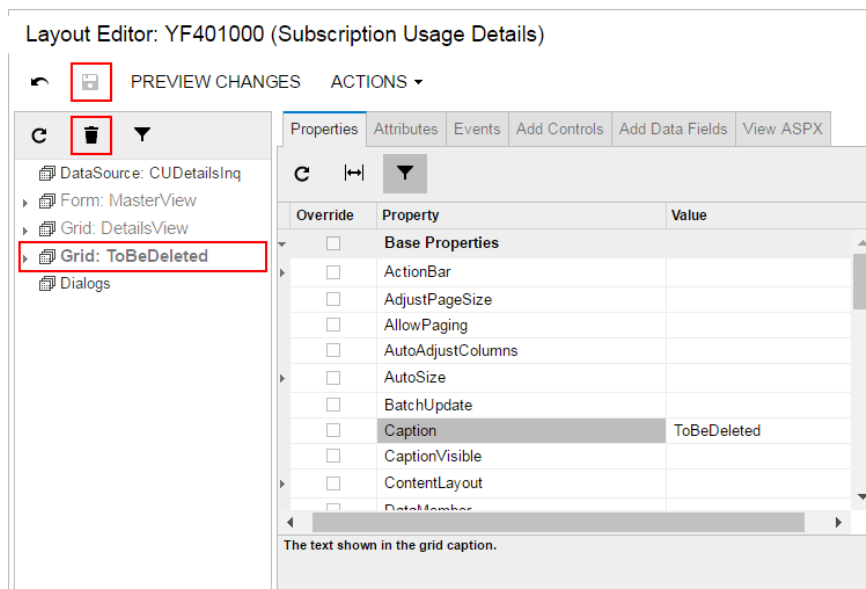 Layout Editor: YF401000 (Subscription Usage Details)
PREVIEW CHANGES ACTIONS
Properties Attributes Events Add Controls Add Data Fields View ASPX
DataSource: CUDetailsInq
Form: MasterView
Grid: DetailsView
Grid: ToBeDeleted
Dialogs
Override Property Value
Base Properties
ActionBar
AdjustPageSize
AllowPaging
AutoAdjustColumns
AutoSize
BatchUpdate
Caption ToBeDeleted
CaptionVisible
ContentLayout
DataMember
The text shown in the grid caption.